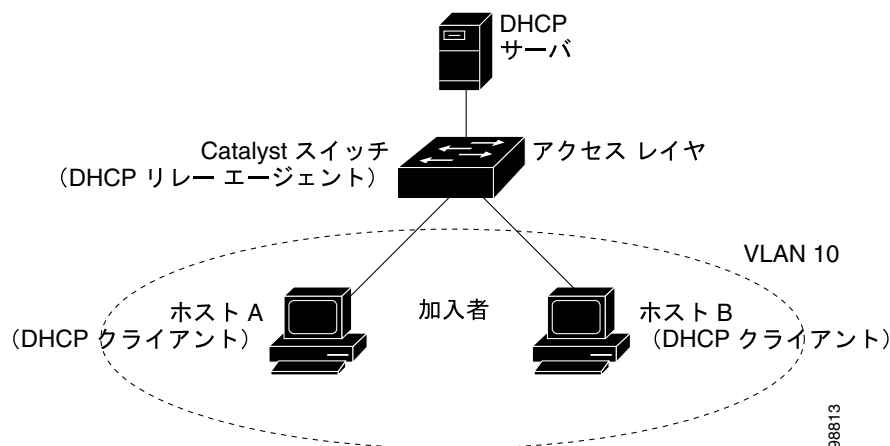 DHCP
サーバ
Catalyst スイッチ
（DHCP リレー エージェント）
アクセス レイヤ
VLAN 10
ホスト A
（DHCP クライアント）
加入者
ホスト B
（DHCP クライアント）
98813